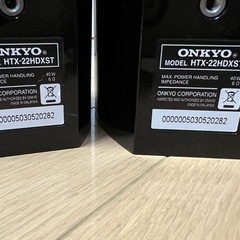 ONKYO
MODEL HTX-22HDXST
MAX. POWER HANDLING 40W
IMPEDANCE 6 Ω
ONKYO CORPORATION
MADE IN MALAYSIA
0000005030520282
ONKYO
MODEL HTX-22HDXST
MAX. POWER HANDLING 40W
IMPEDANCE 6 Ω
ONKYO CORPORATION
MADE IN MALAYSIA
0000005030520282